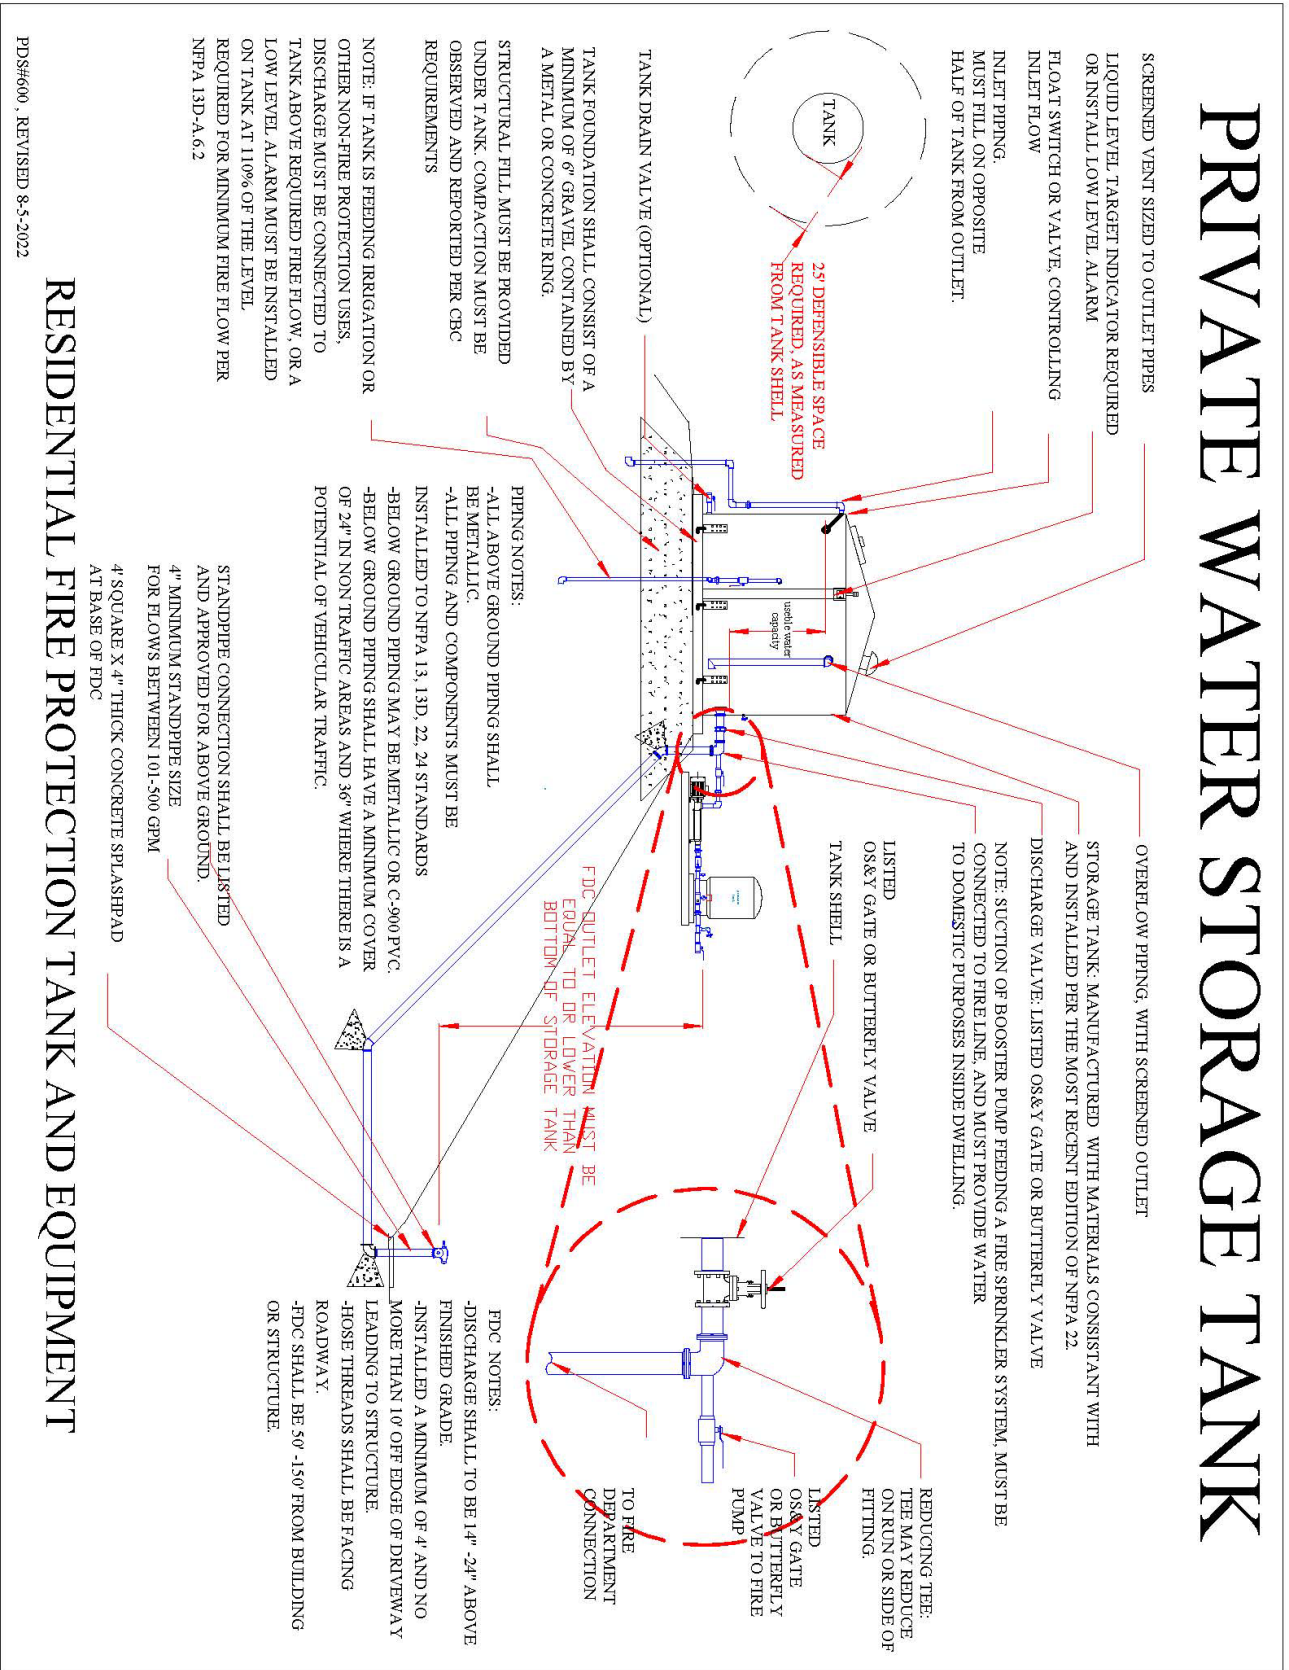 PRIVATE WATER STORAGE TANK
SCREENED VENT SIZED TO OUTLET PIPES
LIQUID LEVEL TARGET INDICATOR REQUIRED
OR INSTALL LOW LEVEL ALARM
FLOAT SWITCH OR VALVE, CONTROLLING
INLET FLOW
INLET PIPING.
MUST FILL ON OPPOSITE
HALF OF TANK FROM OUTLET.
TANK
25' DEFENSIBLE SPACE
REQUIRED, AS MEASURED
FROM TANK SHELL
TANK DRAIN VALVE (OPTIONAL)
TANK FOUNDATION SHALL CONSIST OF A
MINIMUM OF 6" GRAVEL CONTAINED BY
A METAL OR CONCRETE RING.
STRUCTURAL FILL MUST BE PROVIDED
UNDER TANK. COMPACTION MUST BE
OBSERVED AND REPORTED PER CBC
REQUIREMENTS
NOTE: IF TANK IS FEEDING IRRIGATION OR
OTHER NON-FIRE PROTECTION USES,
DISCHARGE MUST BE CONNECTED TO
TANK ABOVE REQUIRED FIRE FLOW, OR A
LOW LEVEL ALARM MUST BE INSTALLED
ON TANK AT 110% OF THE LEVEL
REQUIRED FOR MINIMUM FIRE FLOW PER
NFPA 13D-A.6.2
useble water
capacity
OVERFLOW PIPING, WITH SCREENED OUTLET
STORAGE TANK: MANUFACTURED WITH MATERIALS CONSISTANT WITH
AND INSTALLED PER THE MOST RECENT EDITION OF NFPA 22.
DISCHARGE VALVE: LISTED OS&Y GATE OR BUTTERFLY VALVE
NOTE: SUCTION OF BOOSTER PUMP FEEDING A FIRE SPRINKLER SYSTEM, MUST BE
CONNECTED TO FIRE LINE, AND MUST PROVIDE WATER
TO DOMESTIC PURPOSES INSIDE DWELLING.
LISTED
OS&Y GATE OR BUTTERFLY VALVE
TANK SHELL
REDUCING TEE:
TEE MAY REDUCE
ON RUN OR SIDE OF
FITTING.
LISTED
OS&Y GATE
OR BUTTERFLY
VALVE TO FIRE
PUMP
TO FIRE
DEPARTMENT
CONNECTION
FDC OUTLET ELEVATION MUST BE
EQUAL TO OR LOWER THAN
BOTTOM OF STORAGE TANK
PIPING NOTES:
-ALL ABOVE GROUND PIPING SHALL
BE METALLIC.
-ALL PIPING AND COMPONENTS MUST BE
INSTALLED TO NFPA 13, 13D, 22, 24 STANDARDS
-BELOW GROUND PIPING MAY BE METALLIC OR C-900 PVC.
-BELOW GROUND PIPING SHALL HAVE A MINIMUM COVER
OF 24" IN NON TRAFFIC AREAS AND 36" WHERE THERE IS A
POTENTIAL OF VEHICULAR TRAFFIC.
STANDPIPE CONNECTION SHALL BE LISTED
AND APPROVED FOR ABOVE GROUND.
4" MINIMUM STANDPIPE SIZE
FOR FLOWS BETWEEN 101-500 GPM
4' SQUARE X 4" THICK CONCRETE SPLASHPAD
AT BASE OF FDC
FDC NOTES:
-DISCHARGE SHALL TO BE 14" -24" ABOVE
FINISHED GRADE.
-INSTALLED A MINIMUM OF 4' AND NO
MORE THAN 10' OFF EDGE OF DRIVEWAY
LEADING TO STRUCTURE.
-HOSE THREADS SHALL BE FACING
ROADWAY.
-FDC SHALL BE 50' -150' FROM BUILDING
OR STRUCTURE.
RESIDENTIAL FIRE PROTECTION TANK AND EQUIPMENT
PDS#600 , REVISED 8-5-2022